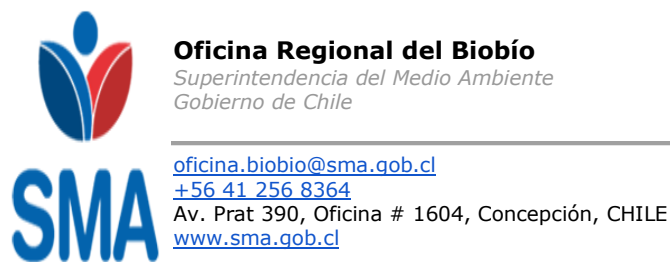 Oficina Regional del Biobío
Superintendencia del Medio Ambiente
Gobierno de Chile
oficina.biobio@sma.gob.cl
+56 41 256 8364
Av. Prat 390, Oficina # 1604, Concepción, CHILE
www.sma.gob.cl
SMA